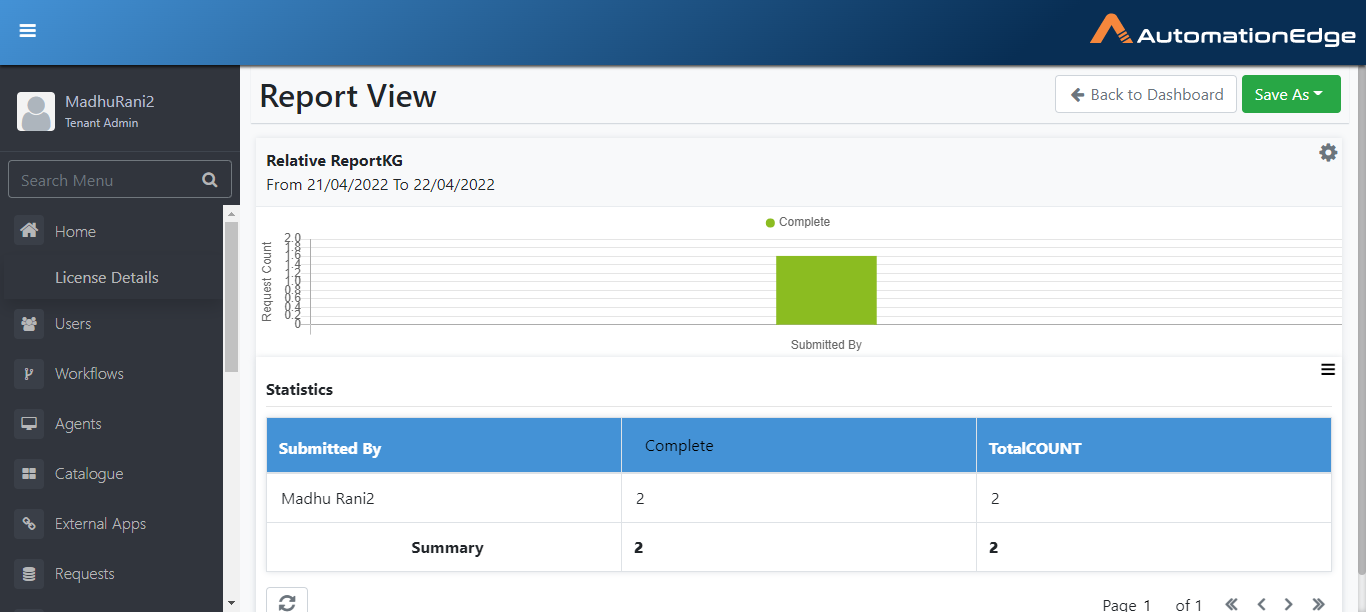 AutomationEdge
MadhuRani2
Tenant Admin
Search Menu
Home
License Details
Users
Workflows
Agents
Catalogue
External Apps
Requests
Report View
Back to Dashboard
Save As
Relative ReportKG
From 21/04/2022 To 22/04/2022
Complete
Request Count
2.0
1.8
1.6
1.4
1.2
1.0
0.8
0.6
0.4
0.2
0
Submitted By
Statistics
Submitted By Complete TotalCOUNT
Madhu Rani2 2 2
Summary 2 2
Page 1 of 1